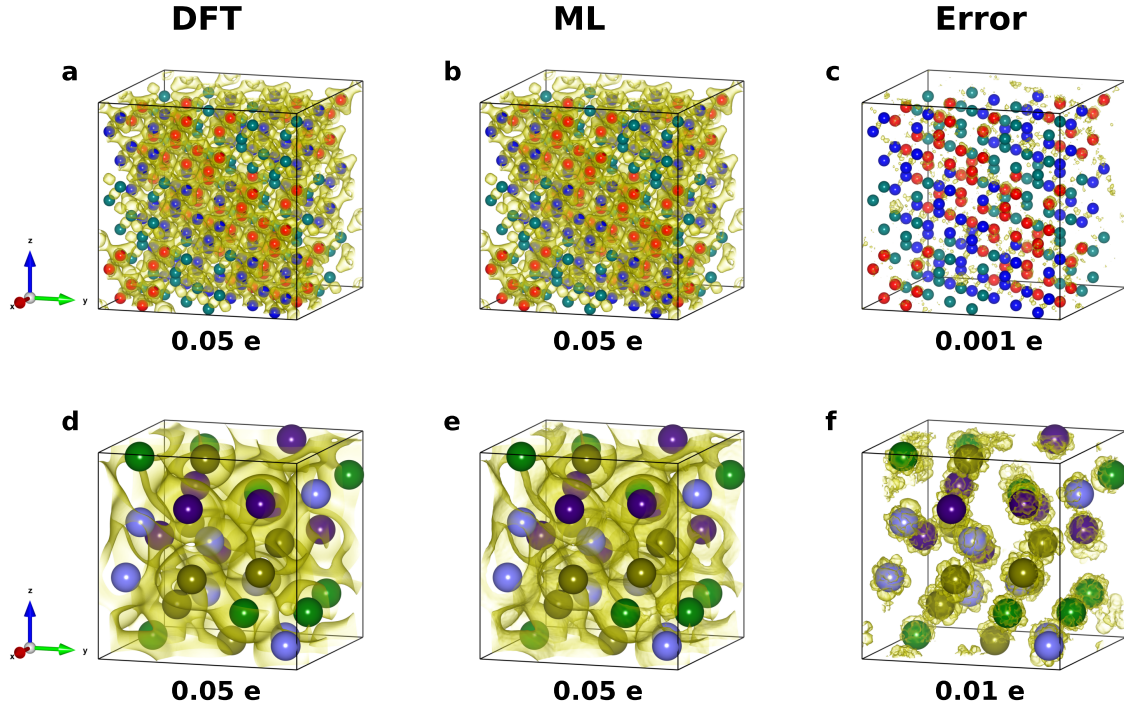 DFT ML Error
a b c
z
x y
0.05 e 0.05 e 0.001 e
d e f
z
x y
0.05 e 0.05 e 0.01 e